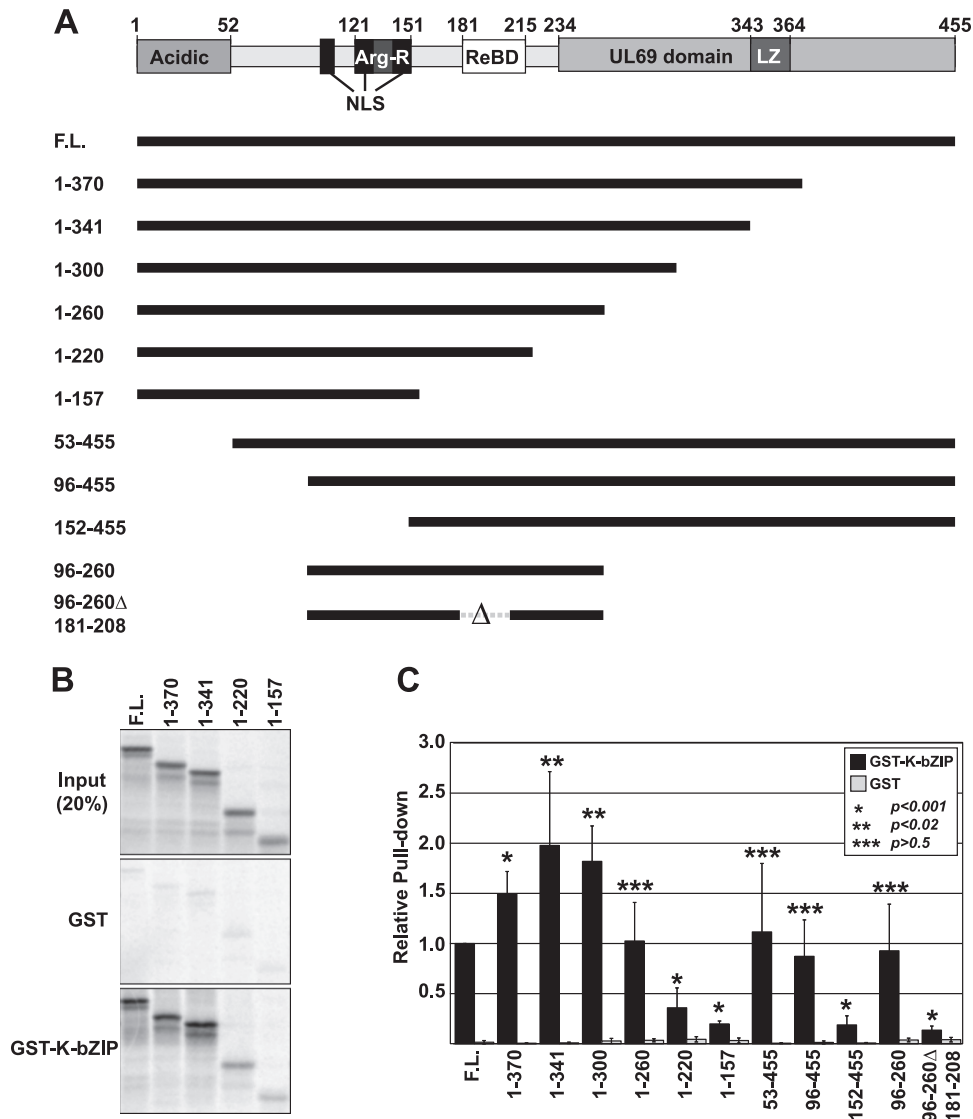 A
1 52 121 151 181 215 234 343 364 455
Acidic Arg-R ReBD UL69 domain LZ
NLS
F.L.
1-370
1-341
1-300
1-260
1-220
1-157
53-455
96-455
152-455
96-260
96-260Δ
181-208
Δ
B
F.L. 1-370 1-341 1-220 1-157
Input
(20%)
GST
GST-K-bZIP
C
Relative Pull-down
3.0
2.5
2.0
1.5
1.0
0.5
GST-K-bZIP
GST
* p<0.001
** p<0.02
*** p>0.5
* ** ** *** * * *** *** * *** *
F.L. 1-370 1-341 1-300 1-260 1-220 1-157 53-455 96-455 152-455 96-260 96-260Δ
181-208